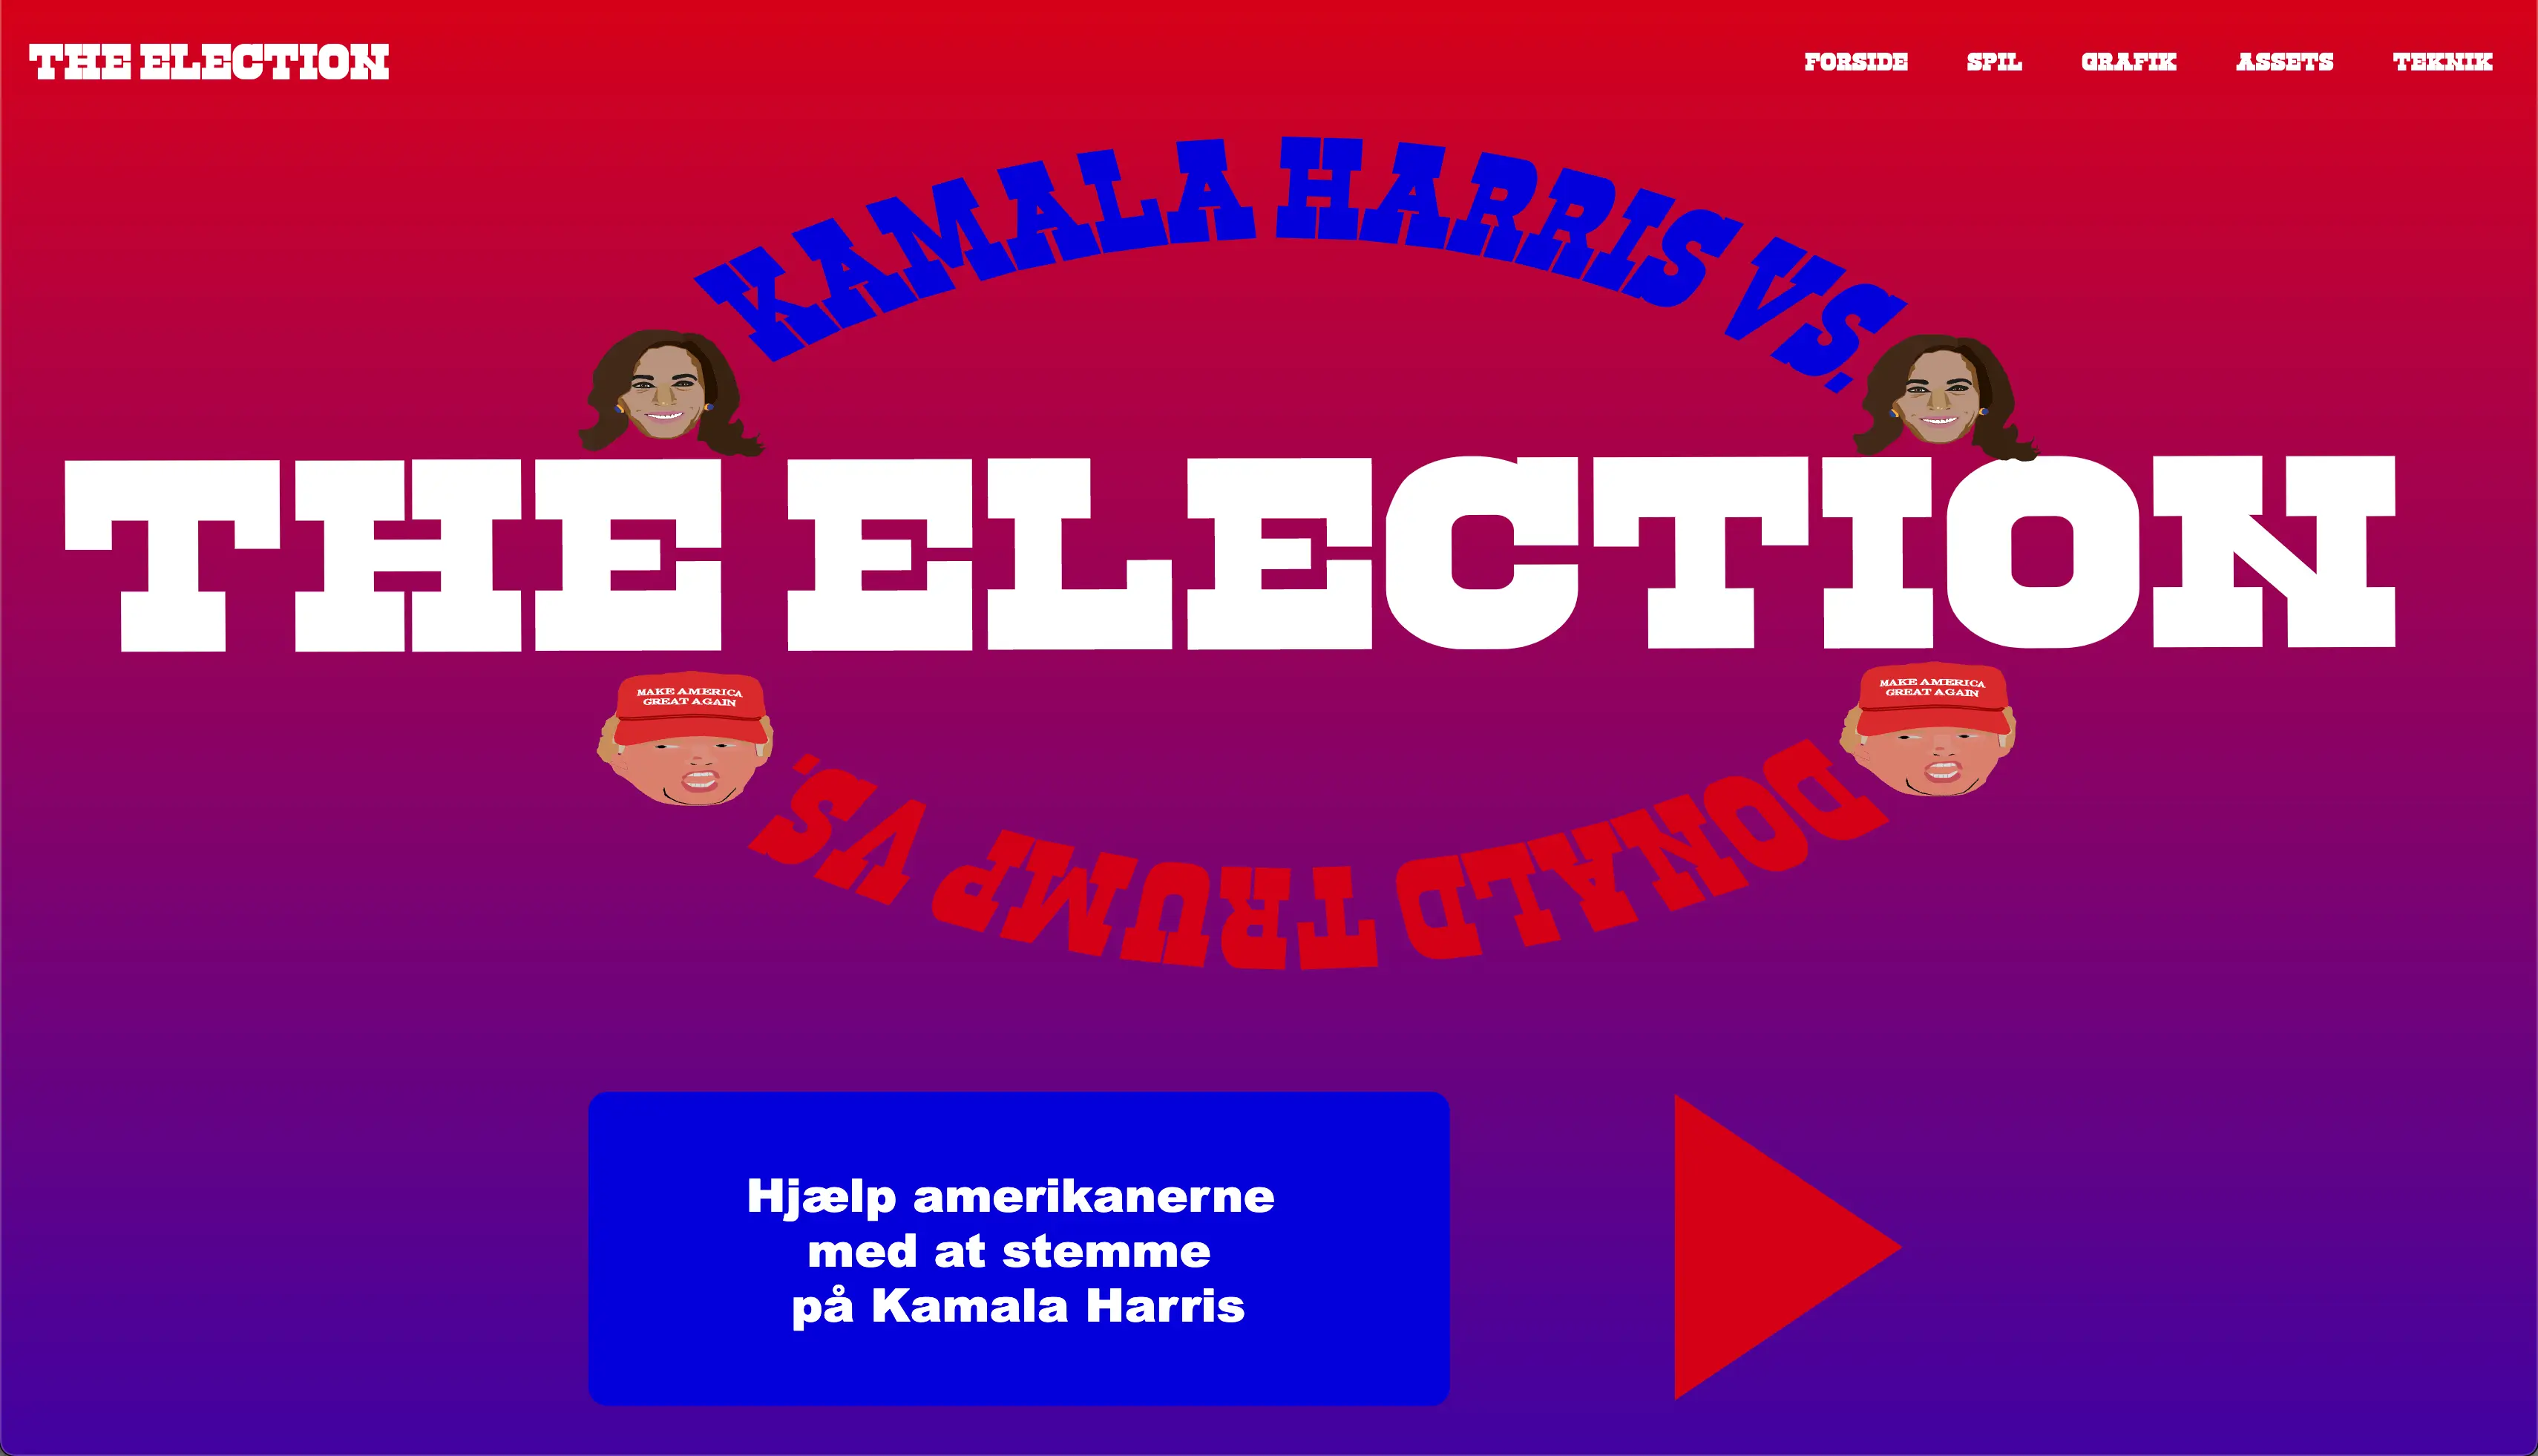 THE ELECTION
FORSIDE SPIL GRAFIK ASSETS TEKNIK
KAMALA HARRIS VS.
THE ELECTION
MAKE AMERICA
GREAT AGAIN
MAKE AMERICA
GREAT AGAIN
DONALD TRUMP VS.
Hjælp amerikanerne
med at stemme
på Kamala Harris